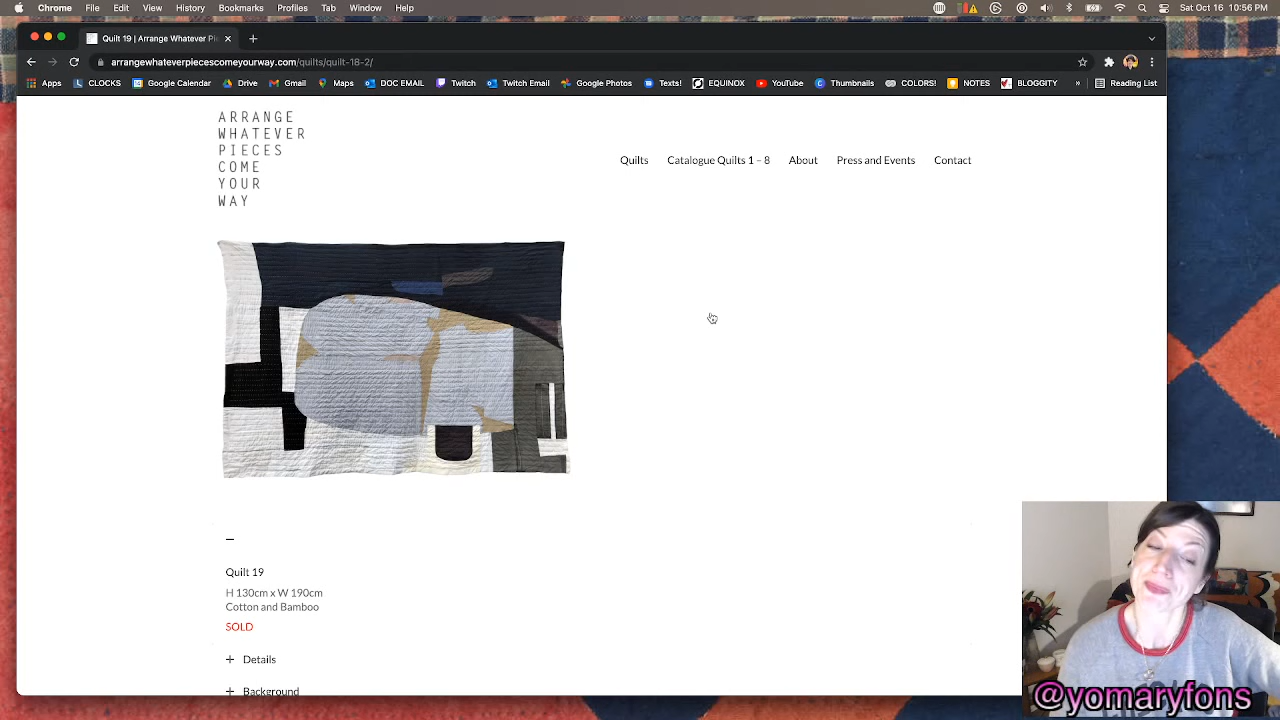 Chrome File Edit View History Bookmarks Profiles Tab Window Help
Sat Oct 16 10:56 PM
Quilt 19 | Arrange Whatever Pie
arrangewhateverpiecescomeyourway.com/quilts/quilt-18-2/
Apps CLOCKS Google Calendar Gmail Maps DOC EMAIL Twitch Twitch Email Google Photos Texts! EQUINOX YouTube Thumbnails COLORS! NOTES BLOGGITY » Reading List
ARRANGE
WHATEVER
PIECES
COME
YOUR
WAY
Quilts Catalogue Quilts 1 – 8 About Press and Events Contact
Quilt 19
H 130cm x W 190cm
Cotton and Bamboo
SOLD
+ Details
+ Background
@yomaryfons